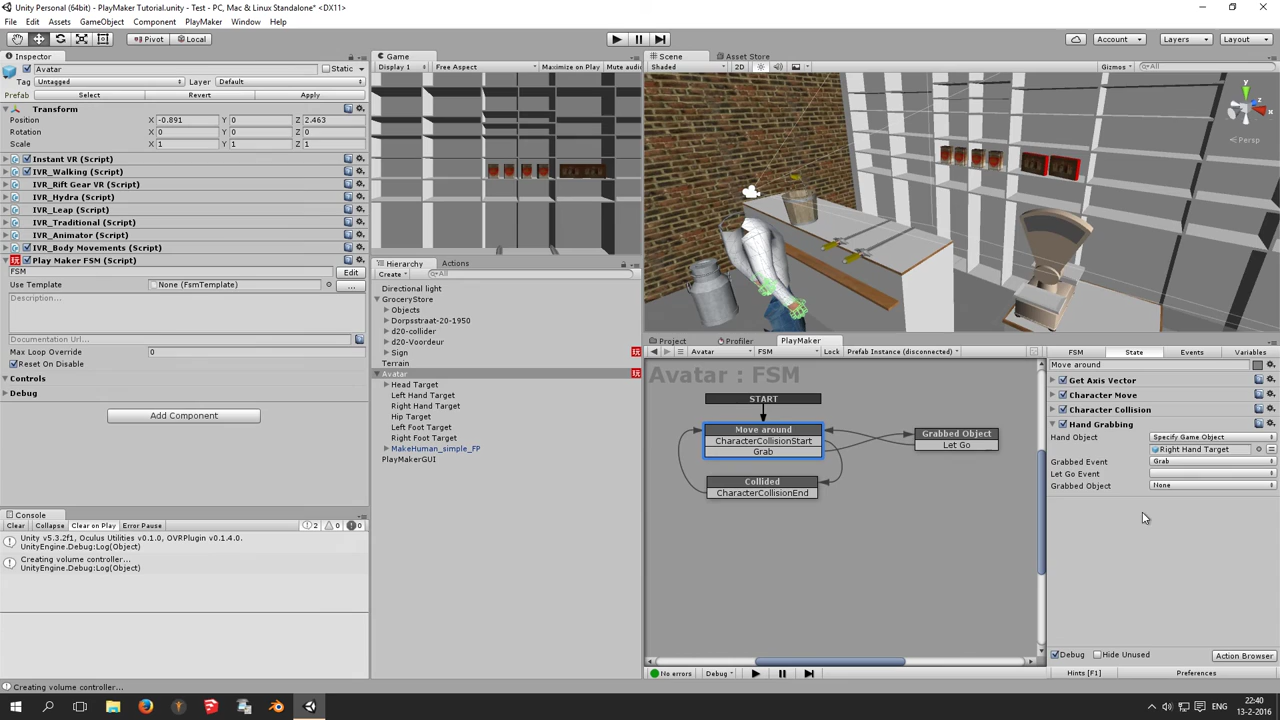 Unity Personal (64bit) - PlayMaker Tutorial.unity - Test - PC, Mac & Linux Standalone* <DX11>
File Edit Assets GameObject Component PlayMaker Window Help
Pivot Local Account Layers Layout
Inspector
Avatar Static
Tag Untagged Layer Default
Prefab Select Revert Apply
Transform
Position X -0.891 Y 0 Z 2.463
Rotation X 0 Y 0 Z 0
Scale X 1 Y 1 Z 1
Instant VR (Script)
IVR_Walking (Script)
IVR_Rift Gear VR (Script)
IVR_Hydra (Script)
IVR_Leap (Script)
IVR_Traditional (Script)
IVR_Animator (Script)
IVR_Body Movements (Script)
Play Maker FSM (Script)
FSM Edit
Use Template None (FsmTemplate) ...
Description...
Documentation Url...
Max Loop Override 0
Reset On Disable
Controls
Debug
Add Component
Console
Clear Collapse Clear on Play Error Pause 2 0 0
Unity v5.3.2f1, Oculus Utilities v0.1.0, OVRPlugin v0.1.4.0.
UnityEngine.Debug:Log(Object)
Creating volume controller...
UnityEngine.Debug:Log(Object)
Creating volume controller...
Game
Display 1 Free Aspect Maximize on Play Mute audio
Hierarchy Actions
Create All
Directional light
GroceryStore
Objects
Dorpsstraat-20-1950
d20-collider
d20-Voordeur
Sign
Terrain
Avatar
Head Target
Left Hand Target
Right Hand Target
Hip Target
Left Foot Target
Right Foot Target
MakeHuman_simple_FP
PlayMakerGUI
Scene Asset Store
Shaded 2D Gizmos All
y
x
Persp
Project Profiler PlayMaker
Avatar FSM Lock Prefab Instance (disconnected)
Avatar : FSM
START
Move around
CharacterCollisionStart
Grab
Grabbed Object
Let Go
Collided
CharacterCollisionEnd
FSM State Events Variables
Move around
Get Axis Vector
Character Move
Character Collision
Hand Grabbing
Hand Object Specify Game Object
Right Hand Target
Grabbed Event Grab
Let Go Event
Grabbed Object None
Debug Hide Unused Action Browser
No errors Debug Hints [F1] Preferences
ENG 22:40
13-2-2016